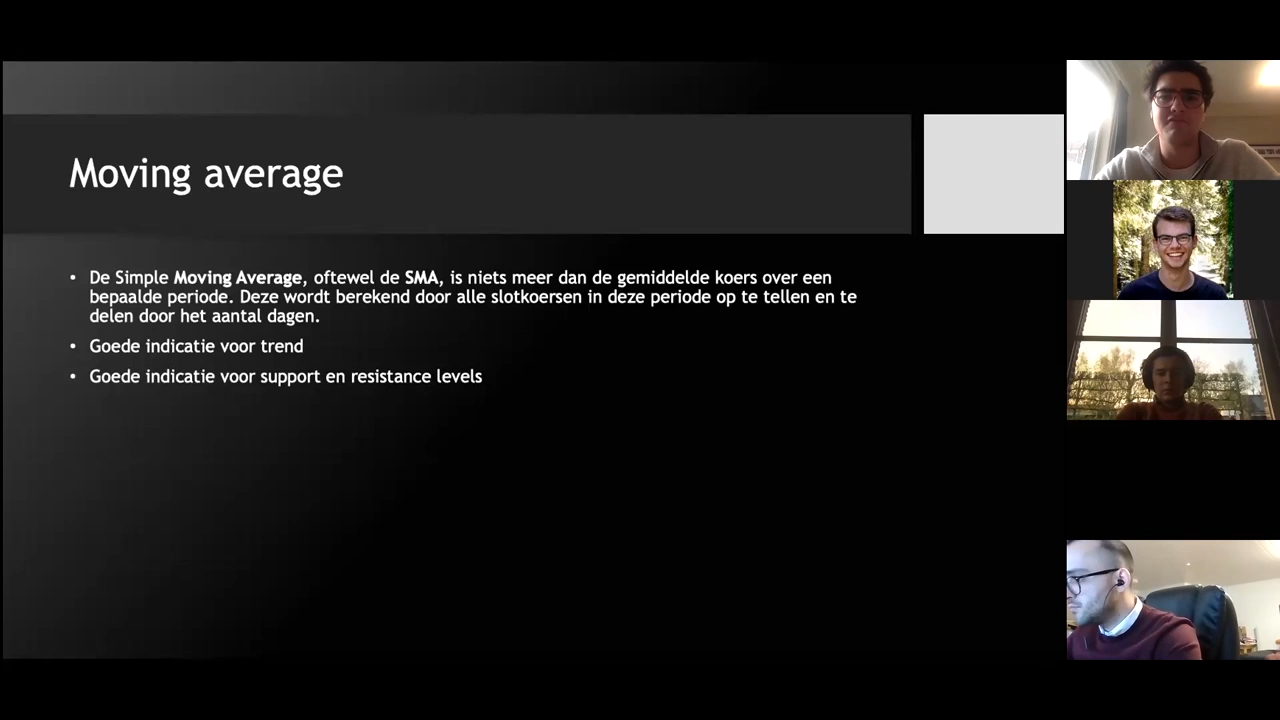 Moving average
• De Simple Moving Average, oftewel de SMA, is niets meer dan de gemiddelde koers over een
bepaalde periode. Deze wordt berekend door alle slotkoersen in deze periode op te tellen en te
delen door het aantal dagen.
• Goede indicatie voor trend
• Goede indicatie voor support en resistance levels